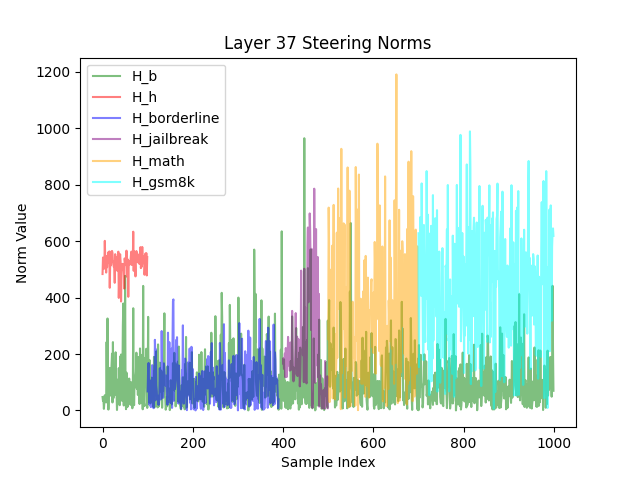 Layer 37 Steering Norms
1200
1000
800
600
400
200
0
Norm Value
H_b
H_h
H_borderline
H_jailbreak
H_math
H_gsm8k
0
200
400
600
800
1000
Sample Index